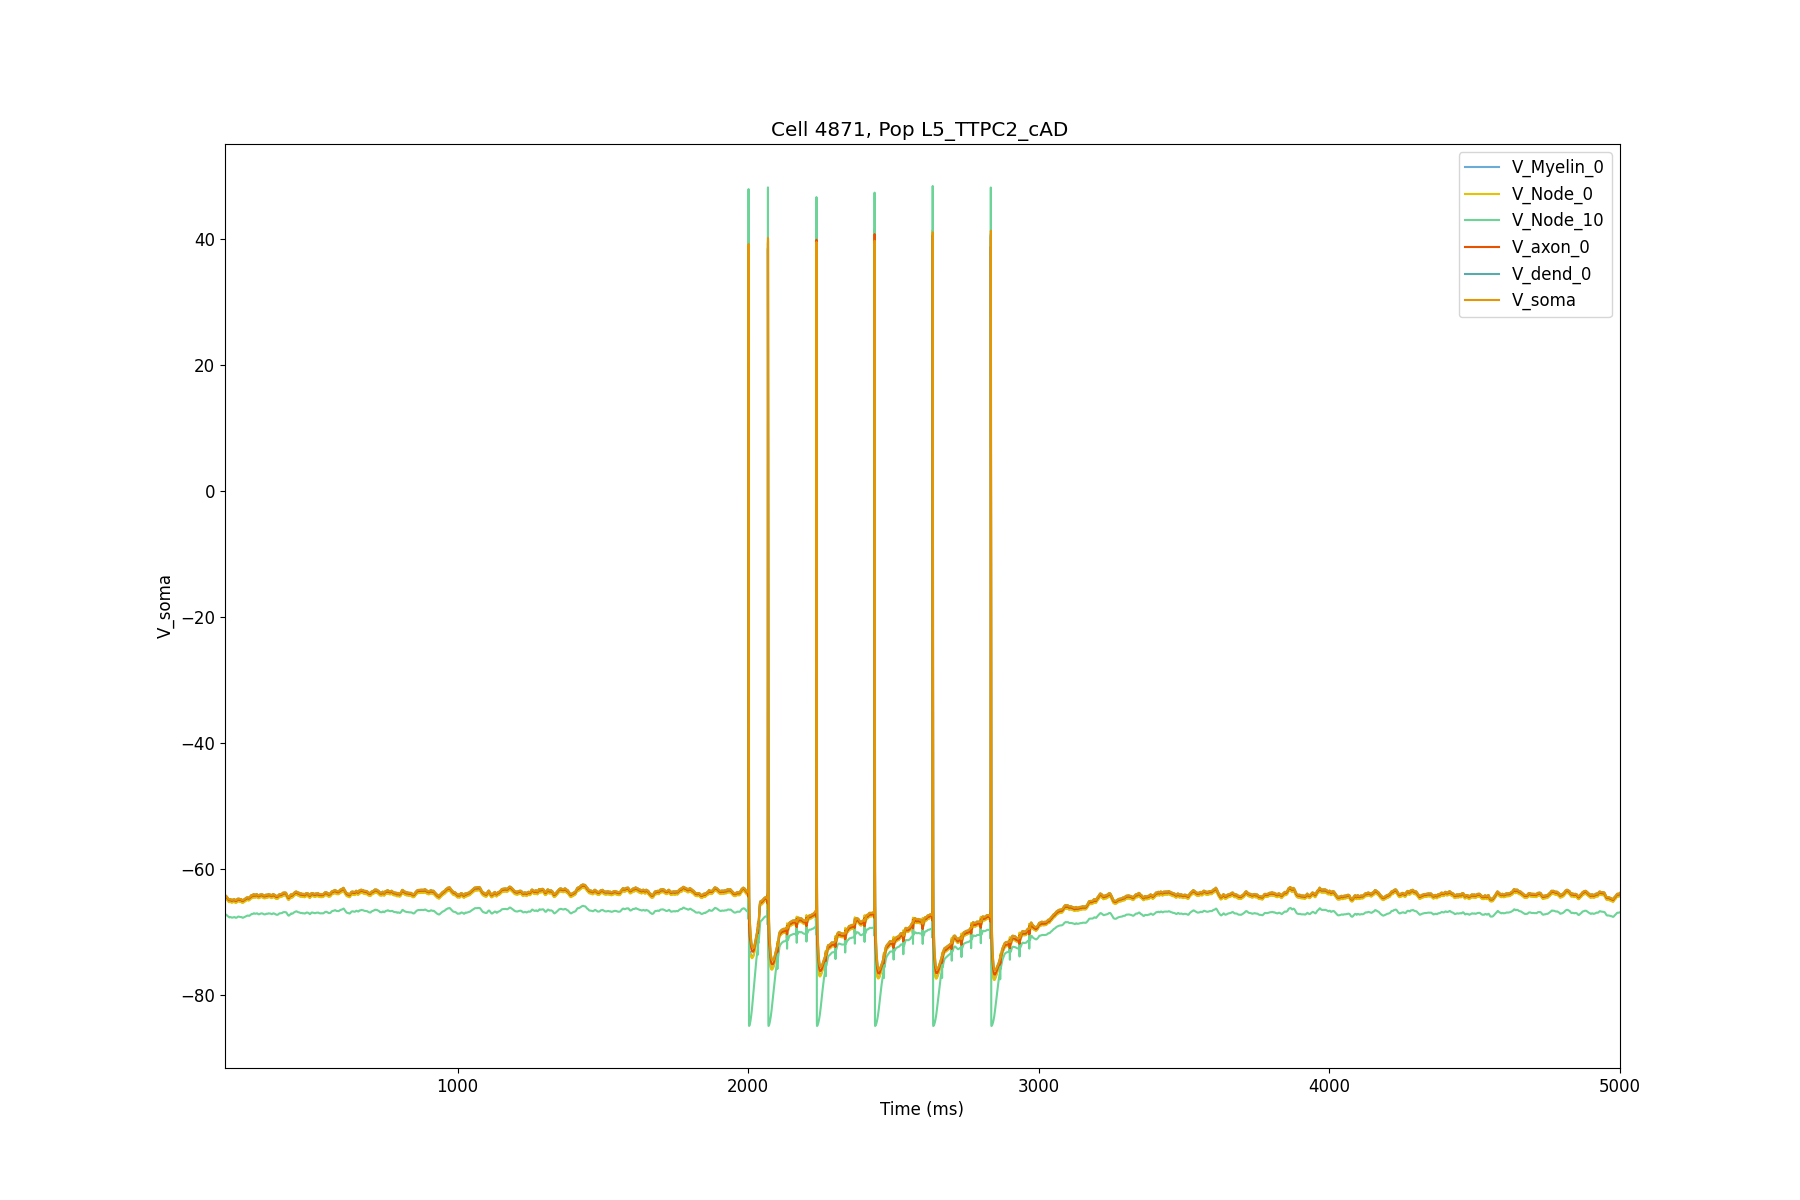 Cell 4871, Pop L5_TTPC2_cAD
V_Myelin_0
V_Node_0
V_Node_10
V_axon_0
V_dend_0
V_soma
40
20
0
−20
−40
−60
−80
V_soma
1000 2000 3000 4000 5000
Time (ms)